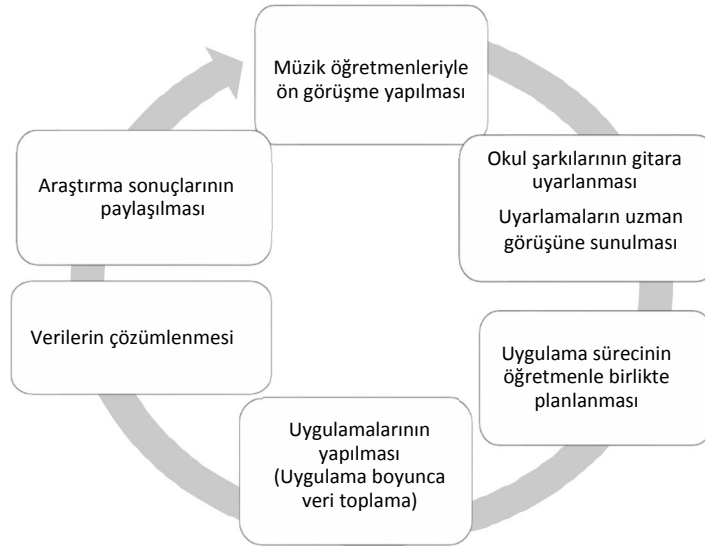 Müzik öğretmenleriyle
ön görüşme yapılması
Okul şarkılarının gitara
uyarlanması
Uyarlamaların uzman
görüşüne sunulması
Uygulama sürecinin
öğretmenle birlikte
planlanması
Uygulamalarının
yapılması
(Uygulama boyunca
veri toplama)
Verilerin çözümlenmesi
Araştırma sonuçlarının
paylaşılması